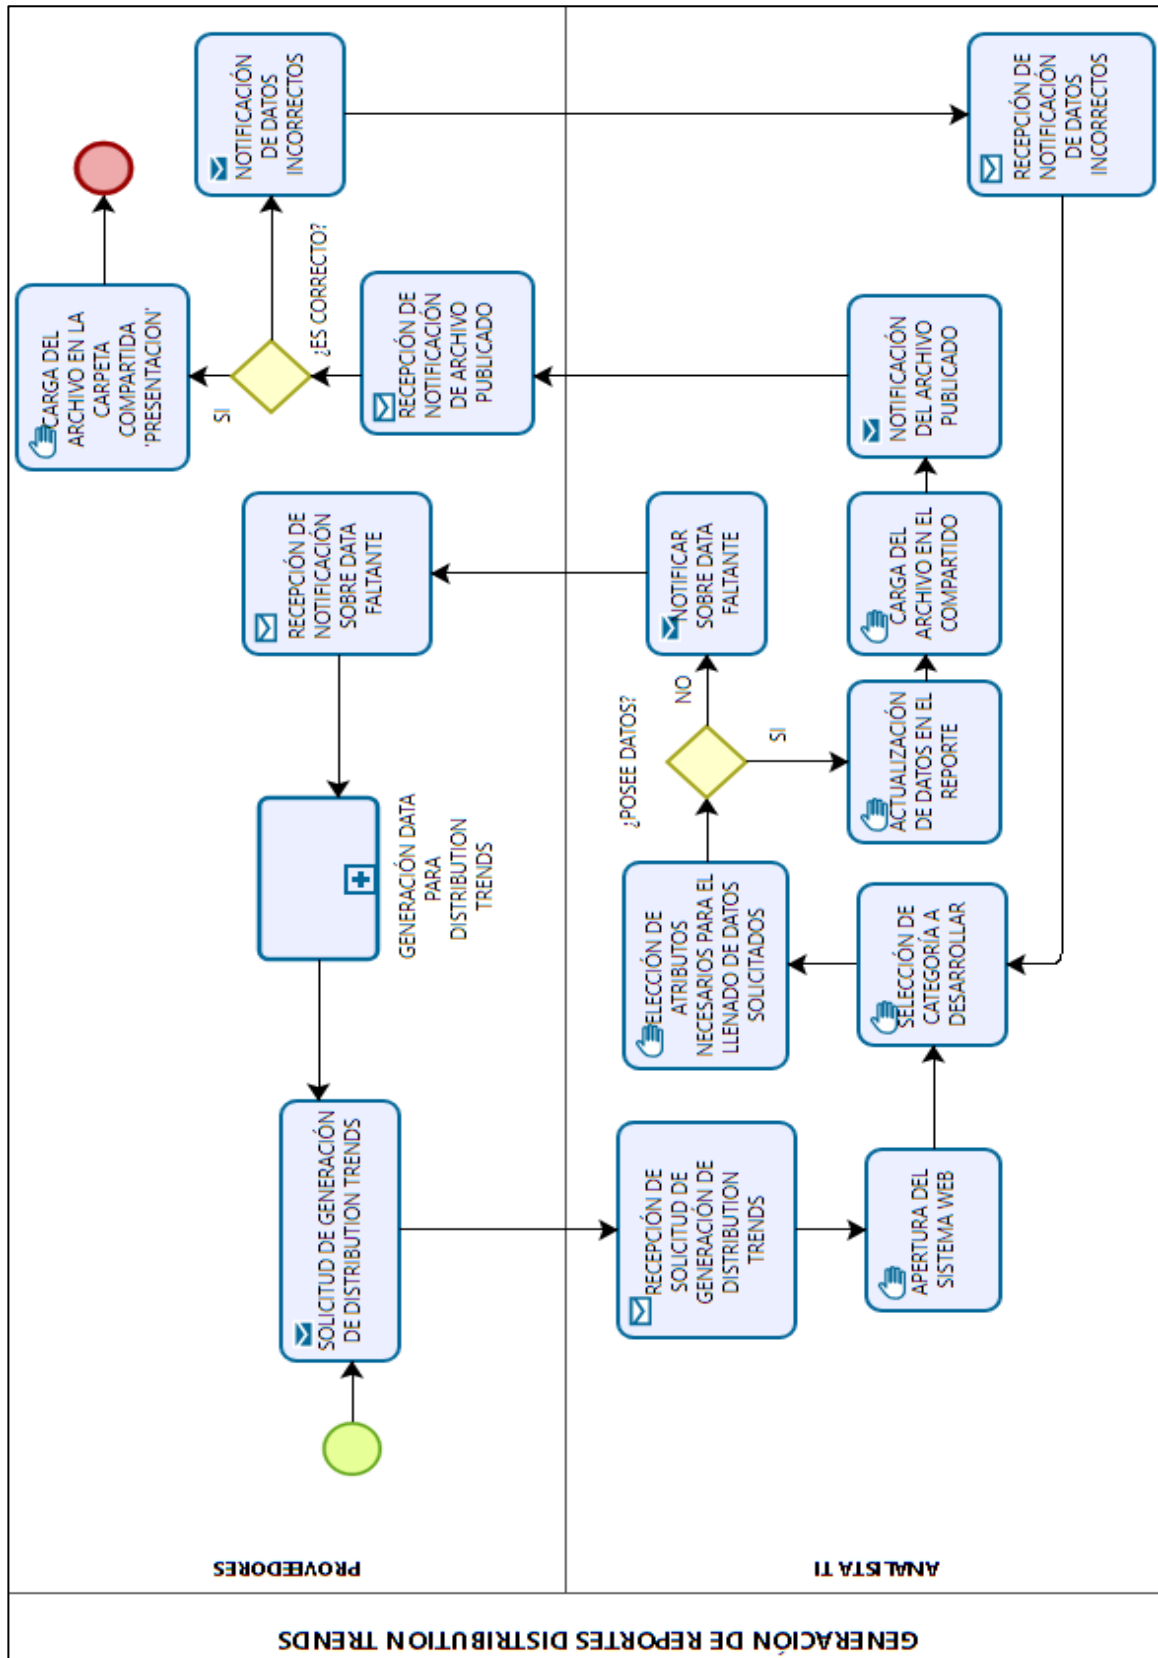 GENERACIÓN DE REPORTES DISTRIBUTION TRENDS
PROVEEDORES
SOLICITUD DE GENERACIÓN
DE DISTRIBUTION TRENDS
GENERACIÓN DATA
PARA
DISTRIBUTION
TRENDS
RECEPCIÓN DE
NOTIFICACIÓN
SOBRE DATA
FALTANTE
CARGA DEL
ARCHIVO EN LA
CARPETA
COMPARTIDA
'PRESENTACION'
SI
¿ES CORRECTO?
NOTIFICACIÓN
DE DATOS
INCORRECTOS
RECEPCIÓN DE
NOTIFICACIÓN
DE ARCHIVO
PUBLICADO
ANALISTA TI
RECEPCIÓN DE
SOLICITUD DE
GENERACIÓN DE
DISTRIBUTION
TRENDS
APERTURA DEL
SISTEMA WEB
SELECCIÓN DE
CATEGORÍA A
DESARROLLAR
ELECCIÓN DE
ATRIBUTOS
NECESARIOS PARA EL
LLENADO DE DATOS
SOLICITADOS
¿POSEE DATOS?
NO
SI
NOTIFICAR
SOBRE DATA
FALTANTE
ACTUALIZACIÓN
DE DATOS EN EL
REPORTE
CARGA DEL
ARCHIVO EN EL
COMPARTIDO
NOTIFICACIÓN
DEL ARCHIVO
PUBLICADO
RECEPCIÓN DE
NOTIFICACIÓN
DE DATOS
INCORRECTOS